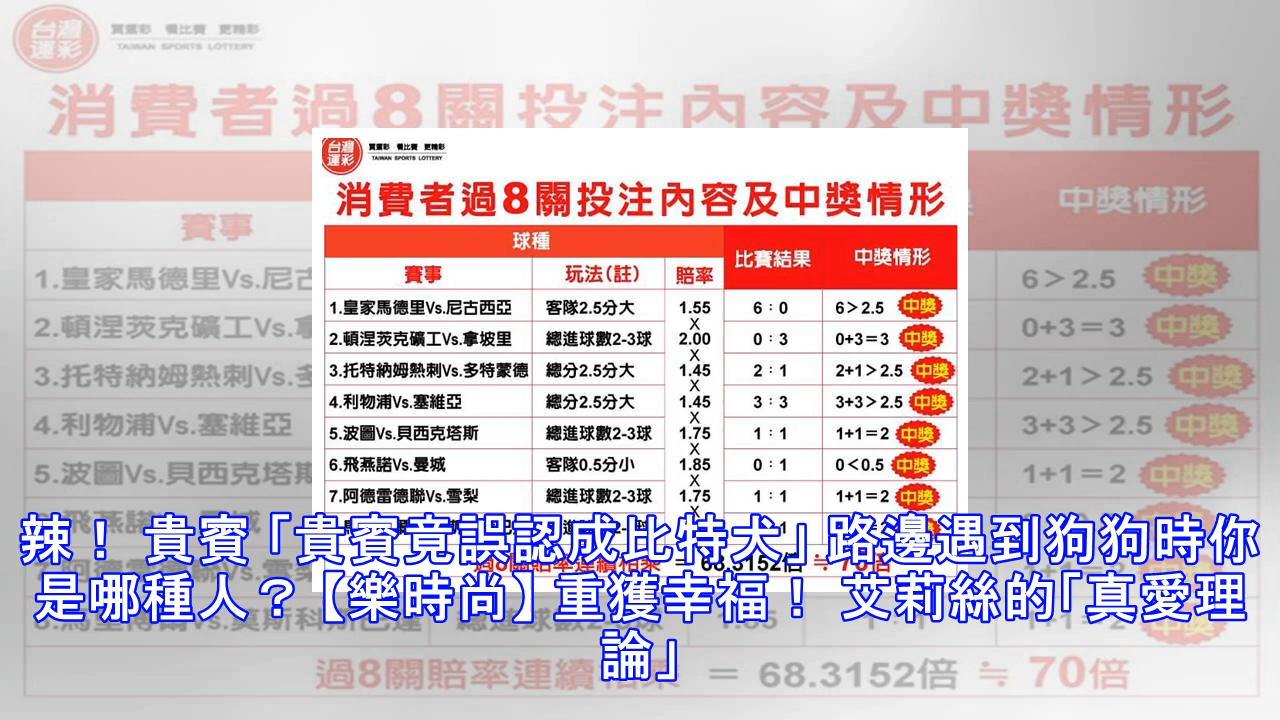 台灣運彩 買運彩 看比賽 更精彩
TAIWAN SPORTS LOTTERY
消費者過8關投注內容及中獎情形
球種 比賽結果 中獎情形
賽事 玩法(註) 賠率
1.皇家馬德里Vs.尼古西亞 客隊2.5分大 1.55 6:0 6>2.5 中獎
X
2.頓涅茨克礦工Vs.拿坡里 總進球數2-3球 2.00 0:3 0+3=3 中獎
X
3.托特納姆熱刺Vs.多特蒙德 總分2.5分大 1.45 2:1 2+1>2.5 中獎
X
4.利物浦Vs.塞維亞 總分2.5分大 1.45 3:3 3+3>2.5 中獎
X
5.波圖Vs.貝西克塔斯 總進球數2-3球 1.75 1:1 1+1=2 中獎
X
6.飛燕諾Vs.曼城 客隊0.5分小 1.85 0:1 0<0.5 中獎
X
7.阿德雷德聯Vs.雪梨 總進球數2-3球 1.75 1:1 1+1=2 中獎
X
過8關賠率連續相乘 = 68.3152倍 ≒ 70倍
辣! 貴賓「貴賓竟誤認成比特犬」路邊遇到狗狗時你
是哪種人?【樂時尚】重獲幸福! 艾莉絲的「真愛理
論」